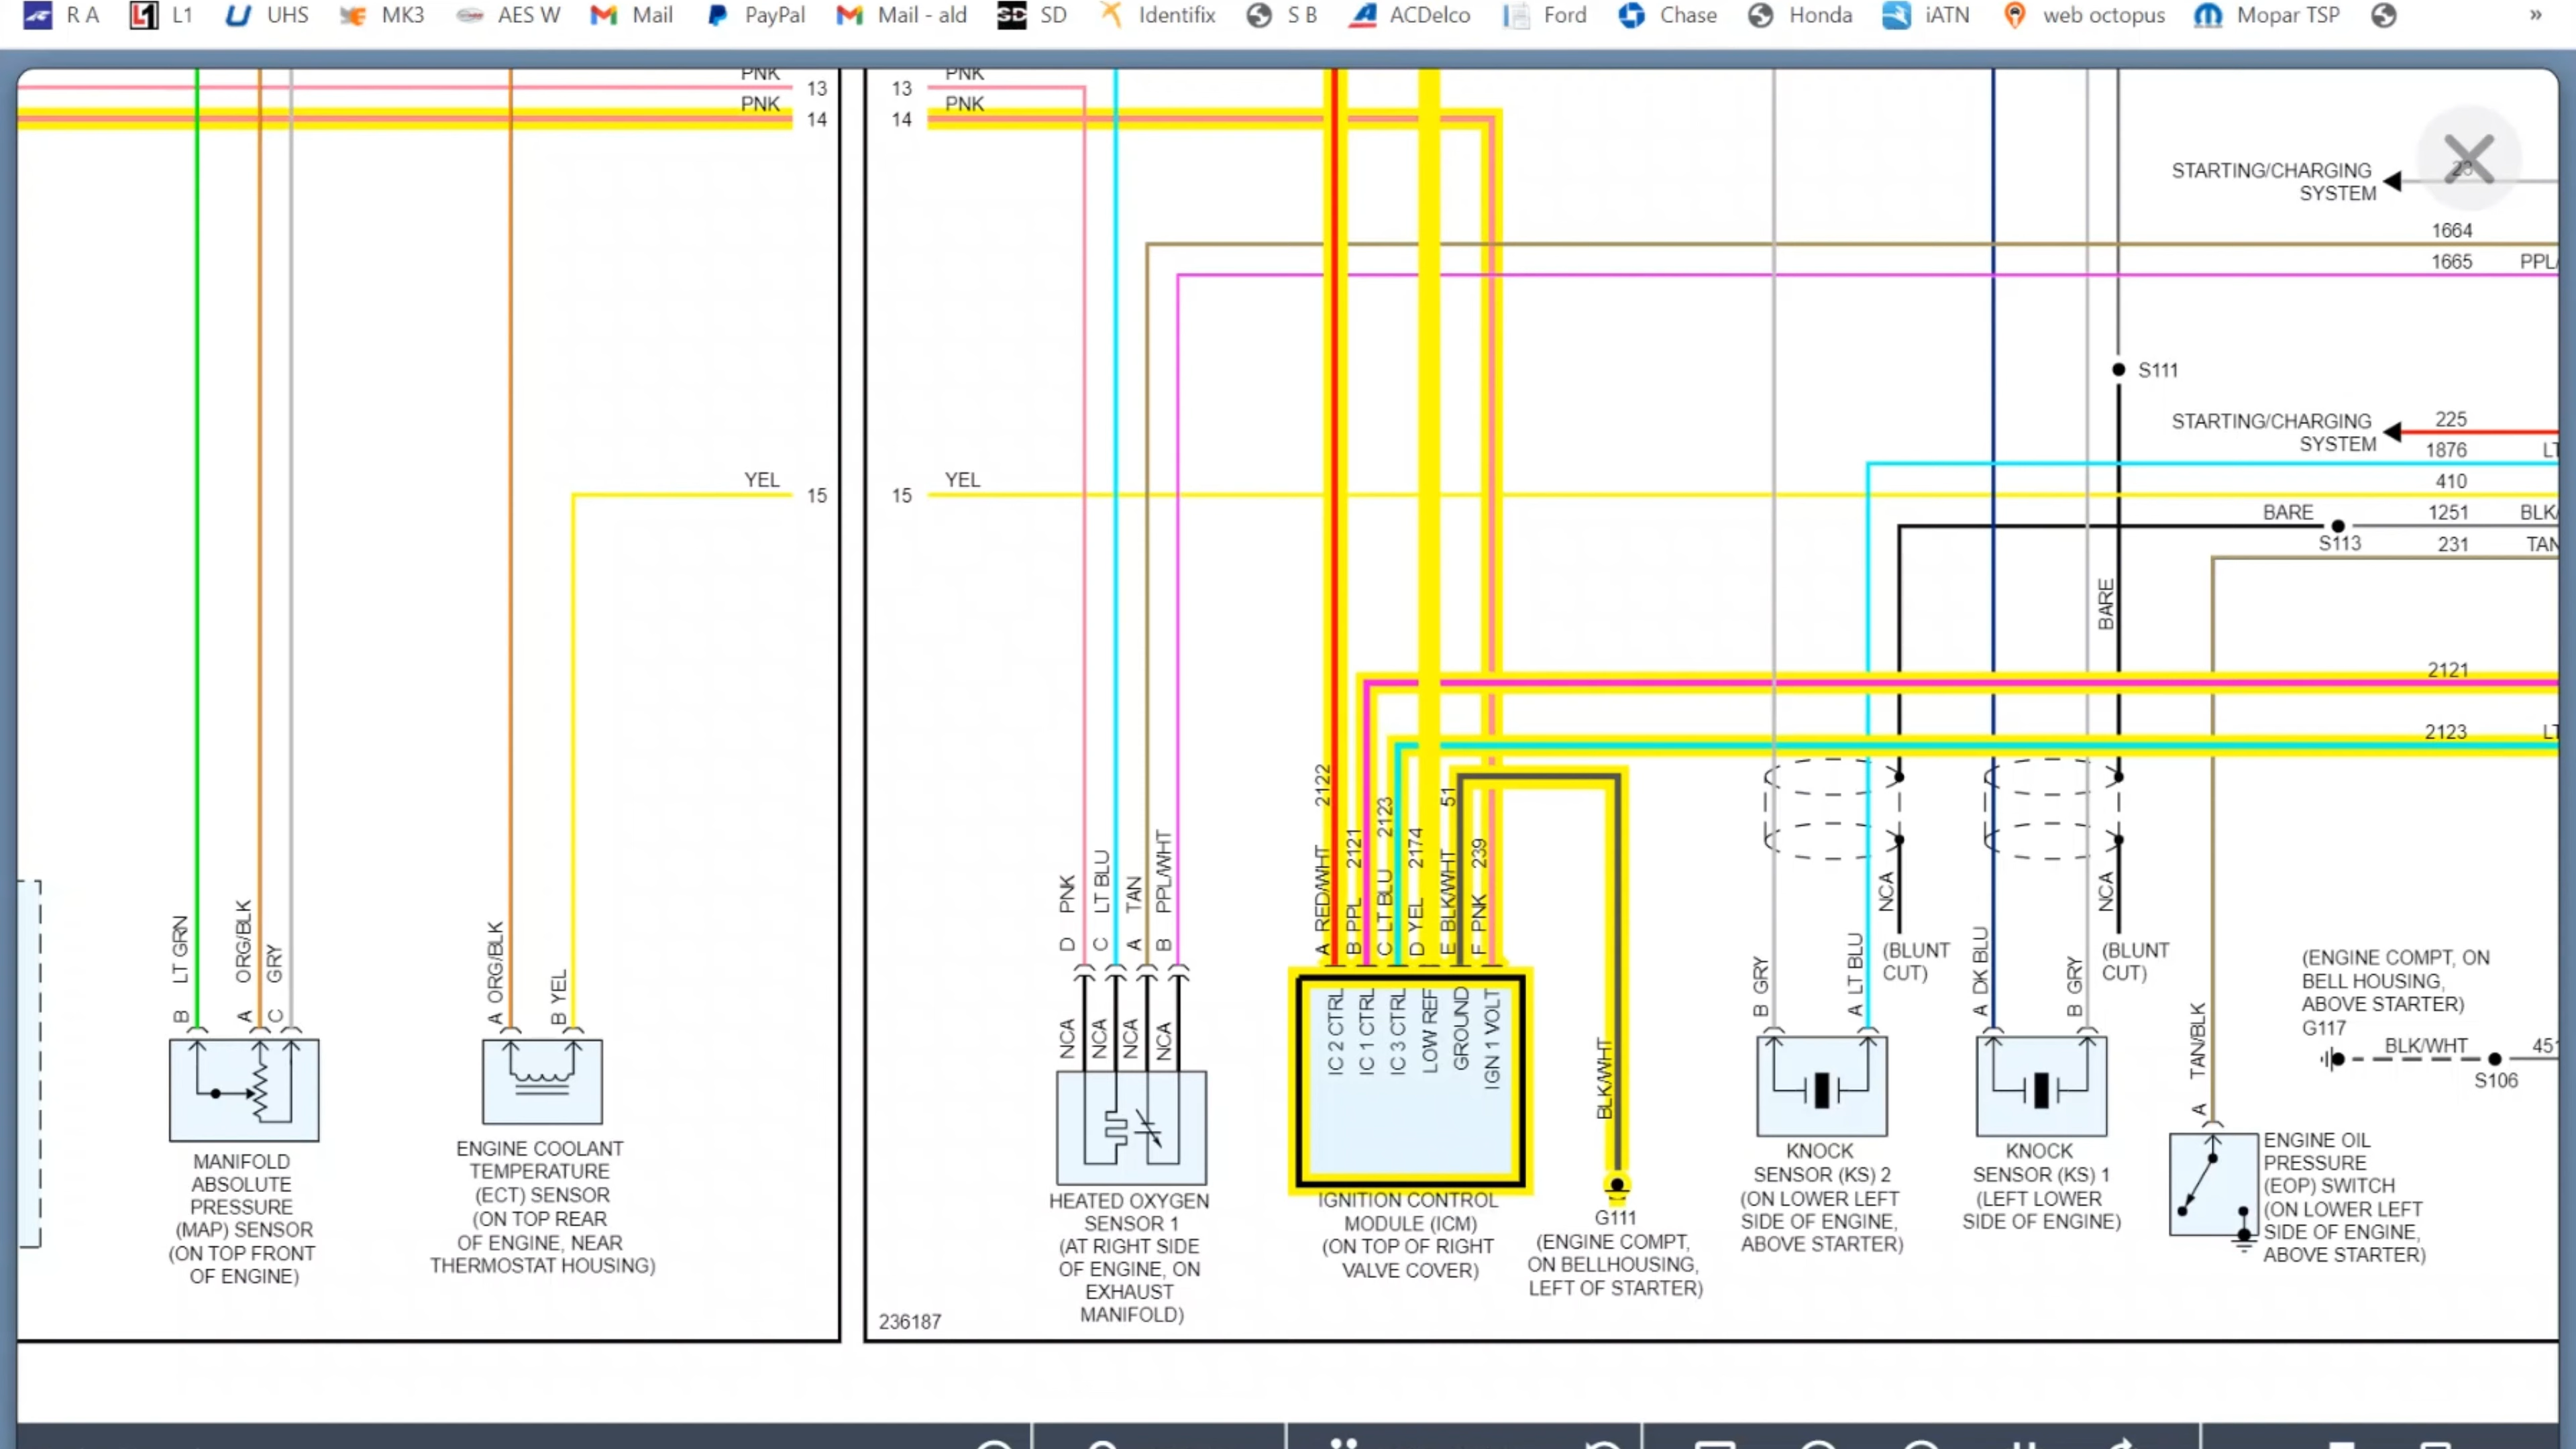 R A L1 UHS MK3 AES W Mail PayPal Mail - ald SD SD Identifix S B ACDelco Ford Chase Honda iATN web octopus Mopar TSP »
PNK 13
PNK 14
13 PNK
14 PNK
STARTING/CHARGING
SYSTEM
1664
1665 PPL/
S111
STARTING/CHARGING
SYSTEM
225
1876 LT
YEL 15
15 YEL
410
BARE 1251 BLK/
S113 231 TAN
BARE
2121
2123 LT
B LT GRN
A ORG/BLK
C GRY
A ORG/BLK
B YEL
D PNK
C LT BLU
A TAN
B PPL/WHT
NCA
NCA
NCA
NCA
A RED/WHT 2122
B PPL 2121
C LT BLU 2123
D YEL 2174
E BLK/WHT 51
F PNK 239
IC 2 CTRL
IC 1 CTRL
IC 3 CTRL
LOW REF
GROUND
IGN 1 VOLT
BLK/WHT
B GRY
A LT BLU
NCA
(BLUNT
CUT)
A DK BLU
B GRY
NCA
(BLUNT
CUT)
A TAN/BLK
(ENGINE COMPT, ON
BELL HOUSING,
ABOVE STARTER)
G117
BLK/WHT 451
S106
MANIFOLD
ABSOLUTE
PRESSURE
(MAP) SENSOR
(ON TOP FRONT
OF ENGINE)
ENGINE COOLANT
TEMPERATURE
(ECT) SENSOR
(ON TOP REAR
OF ENGINE, NEAR
THERMOSTAT HOUSING)
HEATED OXYGEN
SENSOR 1
(AT RIGHT SIDE
OF ENGINE, ON
EXHAUST
MANIFOLD)
IGNITION CONTROL
MODULE (ICM)
(ON TOP OF RIGHT
VALVE COVER)
G111
(ENGINE COMPT,
ON BELLHOUSING,
LEFT OF STARTER)
KNOCK
SENSOR (KS) 2
(ON LOWER LEFT
SIDE OF ENGINE,
ABOVE STARTER)
KNOCK
SENSOR (KS) 1
(LEFT LOWER
SIDE OF ENGINE)
ENGINE OIL
PRESSURE
(EOP) SWITCH
(ON LOWER LEFT
SIDE OF ENGINE,
ABOVE STARTER)
236187